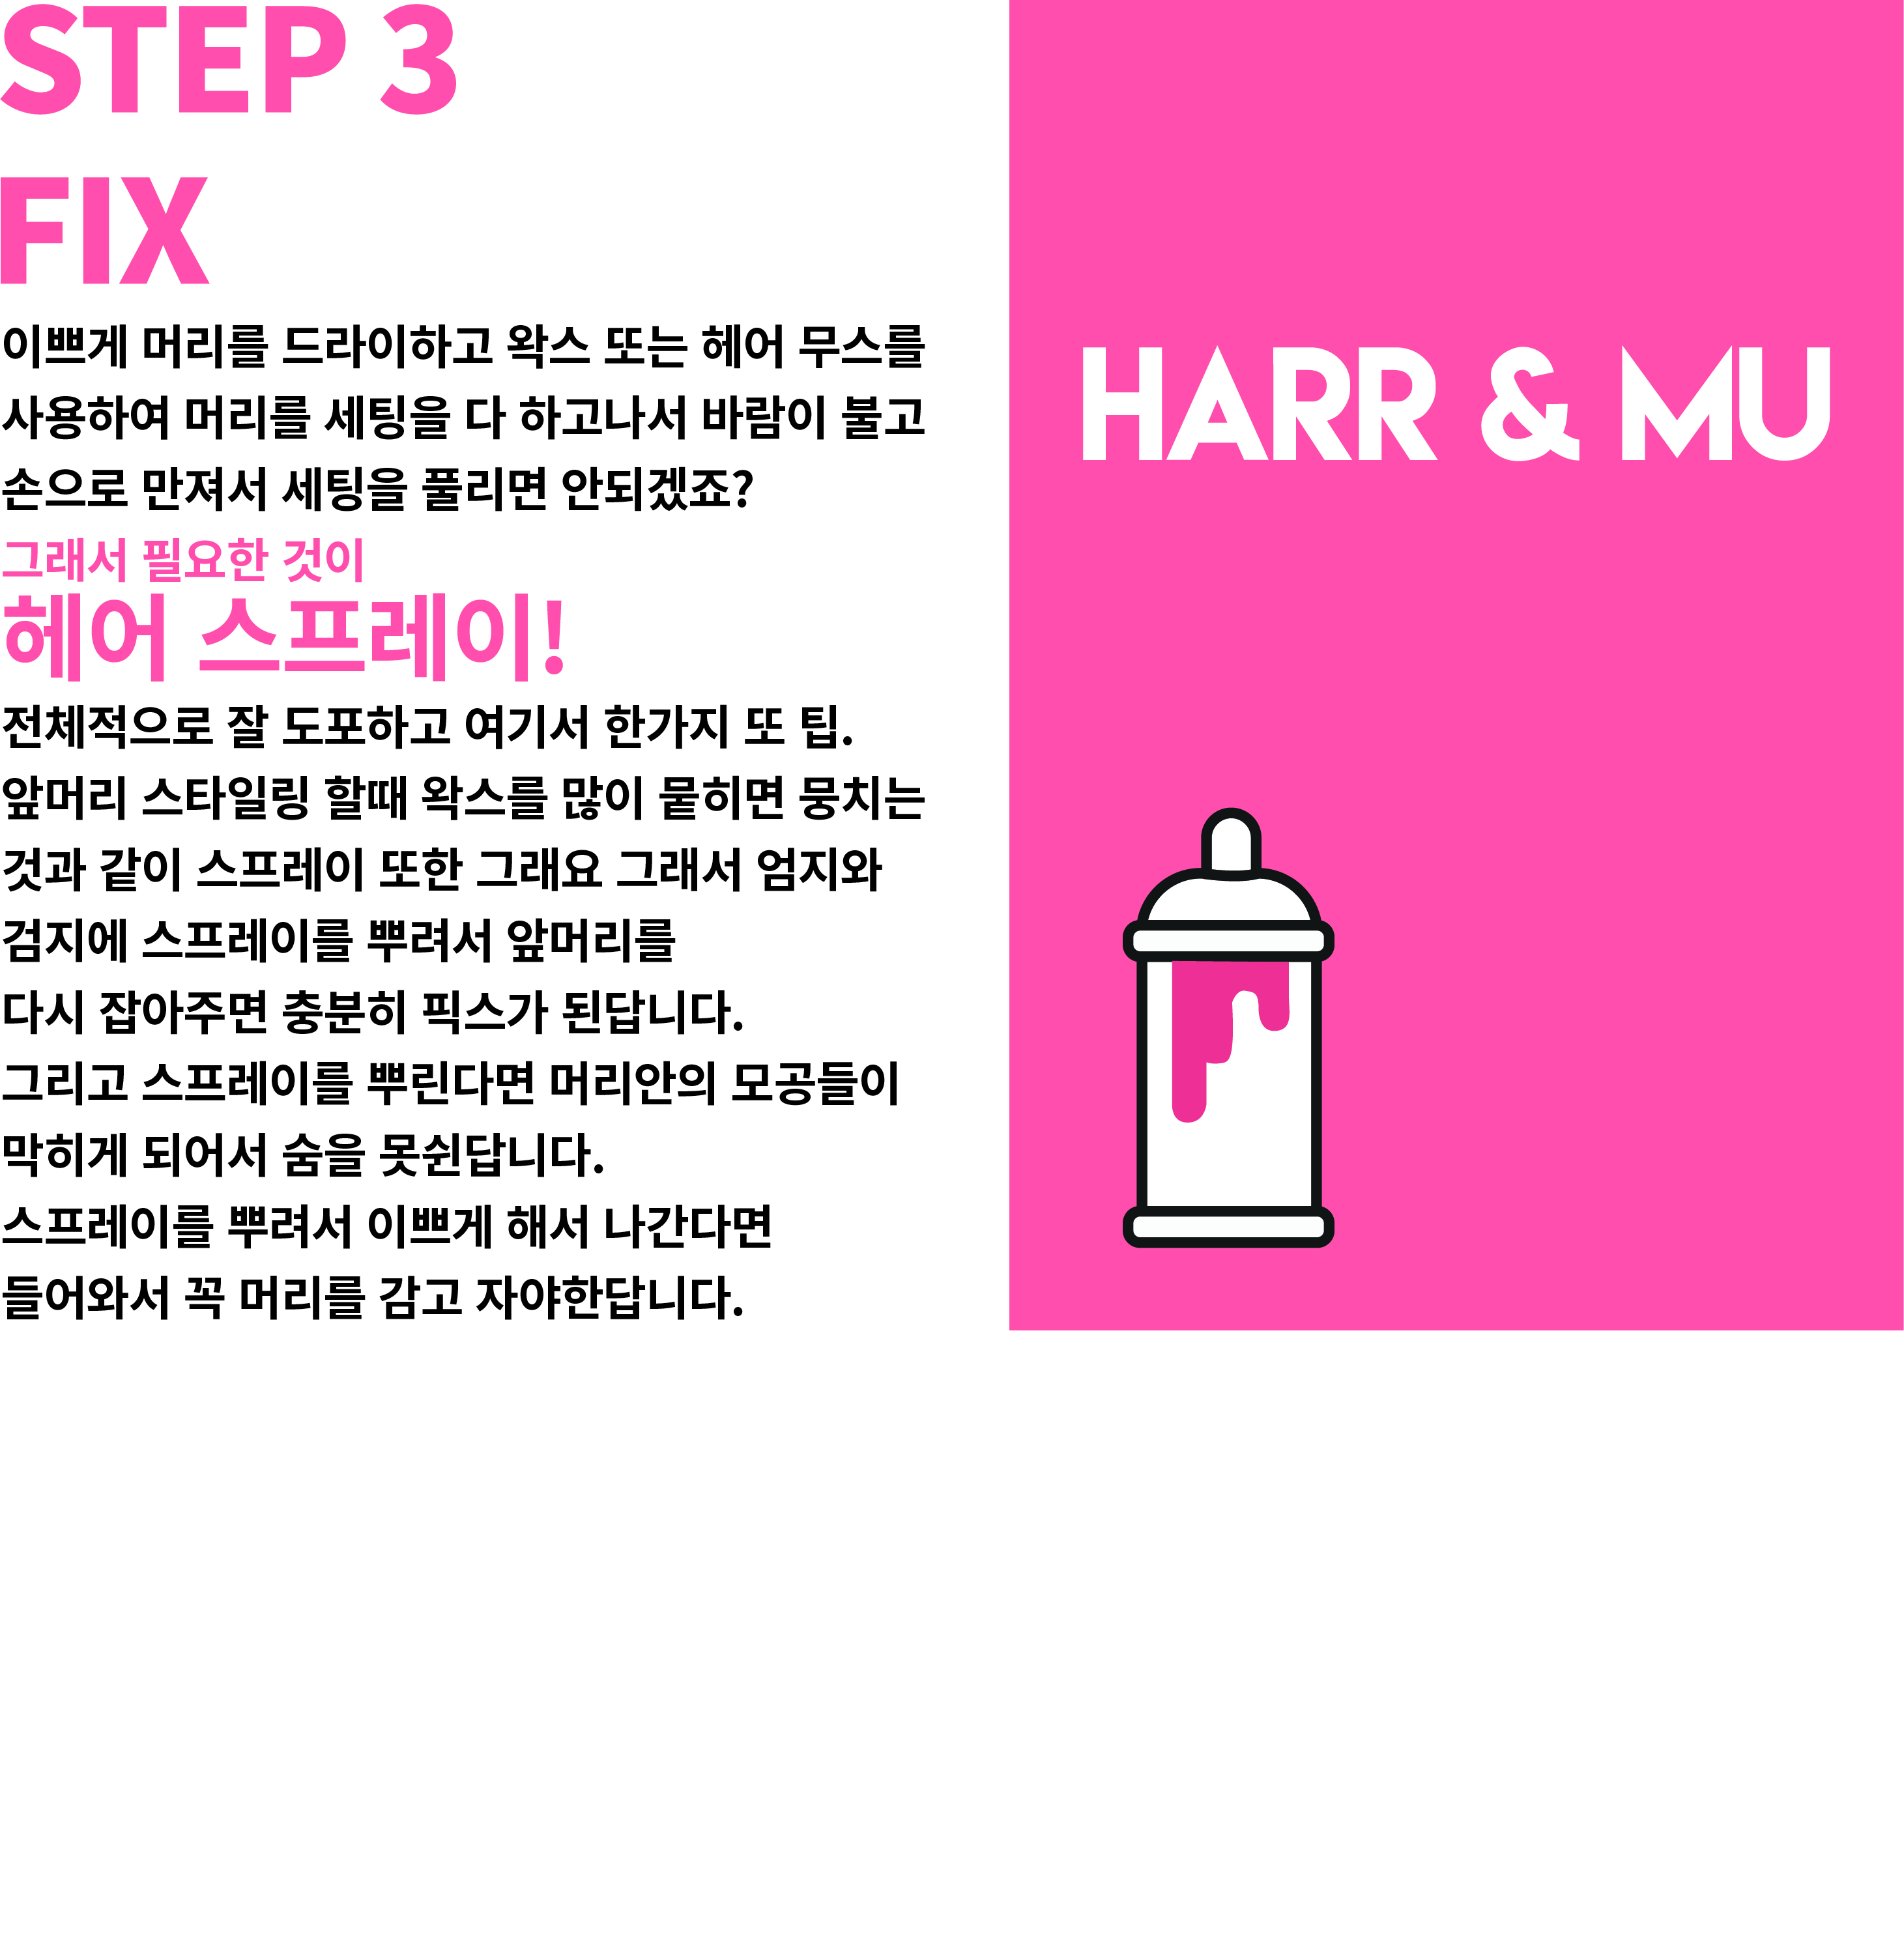 STEP 3
FIX
이쁘게 머리를 드라이하고 왁스 또는 헤어 무스를
사용하여 머리를 세팅을 다 하고나서 바람이 불고
손으로 만져서 세팅을 풀리면 안되겠죠?
그래서 필요한 것이
헤어 스프레이!
전체적으로 잘 도포하고 여기서 한가지 또 팁.
앞머리 스타일링 할때 왁스를 많이 뭍히면 뭉치는
것과 같이 스프레이 또한 그래요 그래서 엄지와
검지에 스프레이를 뿌려서 앞머리를
다시 잡아주면 충분히 픽스가 된답니다.
그리고 스프레이를 뿌린다면 머리안의 모공들이
막히게 되어서 숨을 못쉰답니다.
스프레이를 뿌려서 이쁘게 해서 나간다면
들어와서 꼭 머리를 감고 자야한답니다.
HARR & MU